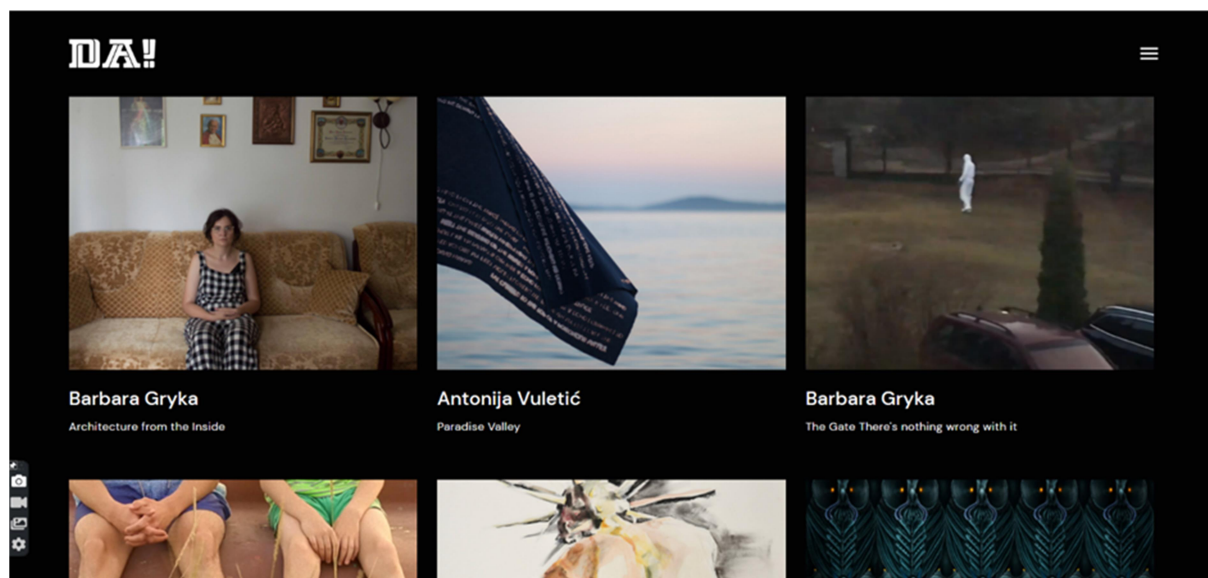 DA!!
Barbara Gryka
Architecture from the Inside
Antonija Vuletić
Paradise Valley
Barbara Gryka
The Gate There's nothing wrong with it